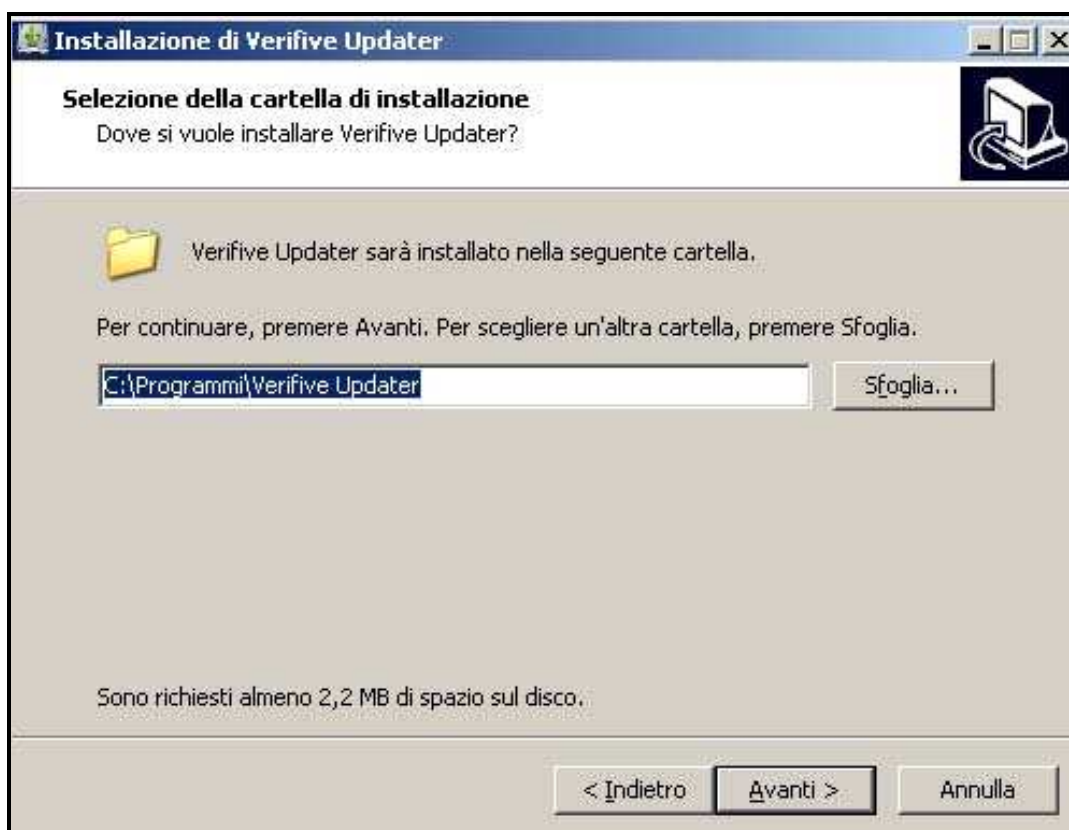 Installazione di Verifive Updater
Selezione della cartella di installazione
Dove si vuole installare Verifive Updater?
Verifive Updater sarà installato nella seguente cartella.
Per continuare, premere Avanti. Per scegliere un'altra cartella, premere Sfoglia.
C:\Programmi\Verifive Updater Sfoglia...
Sono richiesti almeno 2,2 MB di spazio sul disco.
< Indietro Avanti > Annulla